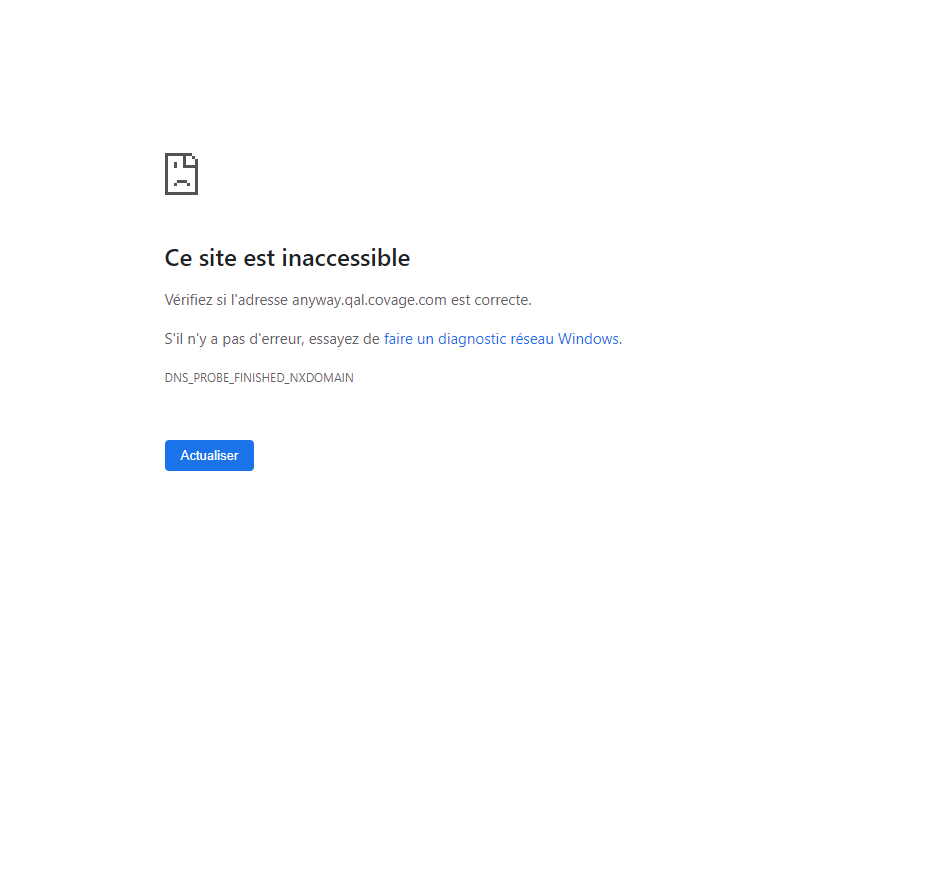 Ce site est inaccessible
Vérifiez si l'adresse anyway.qal.covage.com est correcte.
S'il n'y a pas d'erreur, essayez de faire un diagnostic réseau Windows.
DNS_PROBE_FINISHED_NXDOMAIN
Actualiser